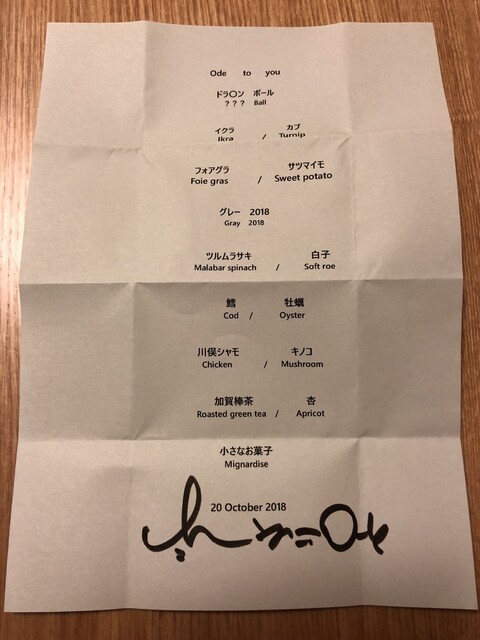 Ode to you
ドラ〇ン ボール
? ? ? Ball
イクラ / カブ
Ikra / Turnip
フォアグラ / サツマイモ
Foie gras / Sweet potato
グレー 2018
Gray 2018
ツルムラサキ / 白子
Malabar spinach / Soft roe
鱈 / 牡蠣
Cod / Oyster
川俣シャモ / キノコ
Chicken / Mushroom
加賀棒茶 / 杏
Roasted green tea / Apricot
小さなお菓子
Mignardise
20 October 2018